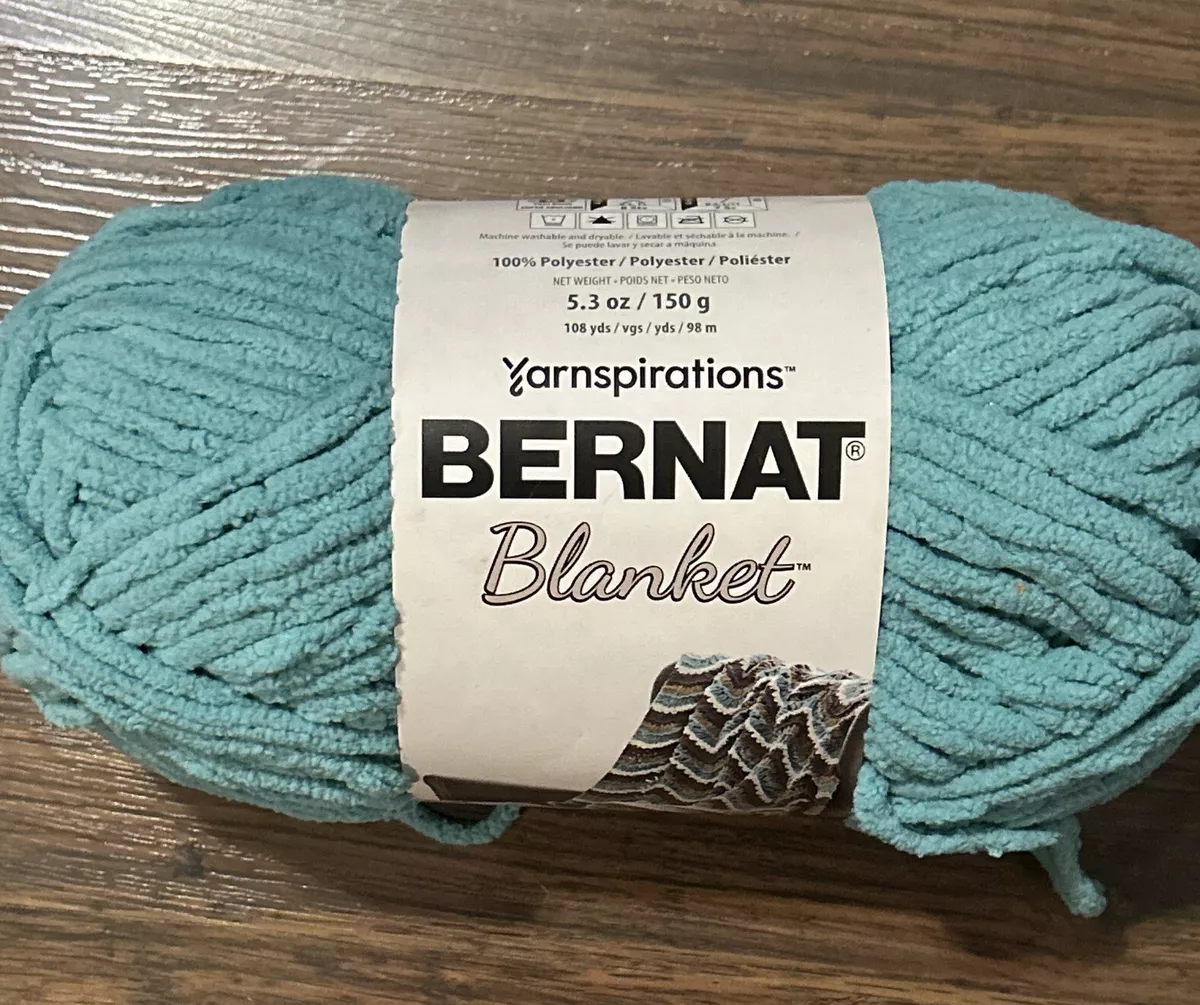 Machine washable and dryable. / Lavable et séchable à la machine. /
Se puede lavar y secar a máquina.
100% Polyester / Polyester / Poliéster
NET WEIGHT • POIDS NET • PESO NETO
5.3 oz / 150 g
108 yds / vgs / yds / 98 m
Yarnspirations™
BERNAT®
Blanket™